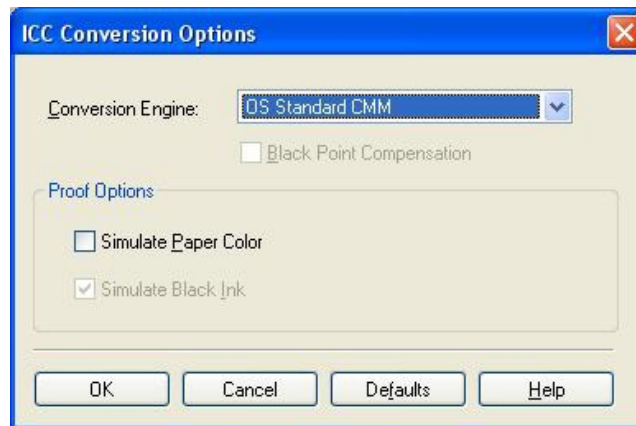 ICC Conversion Options
Conversion Engine: OS Standard CMM
Black Point Compensation
Proof Options
Simulate Paper Color
Simulate Black Ink
OK Cancel Defaults Help